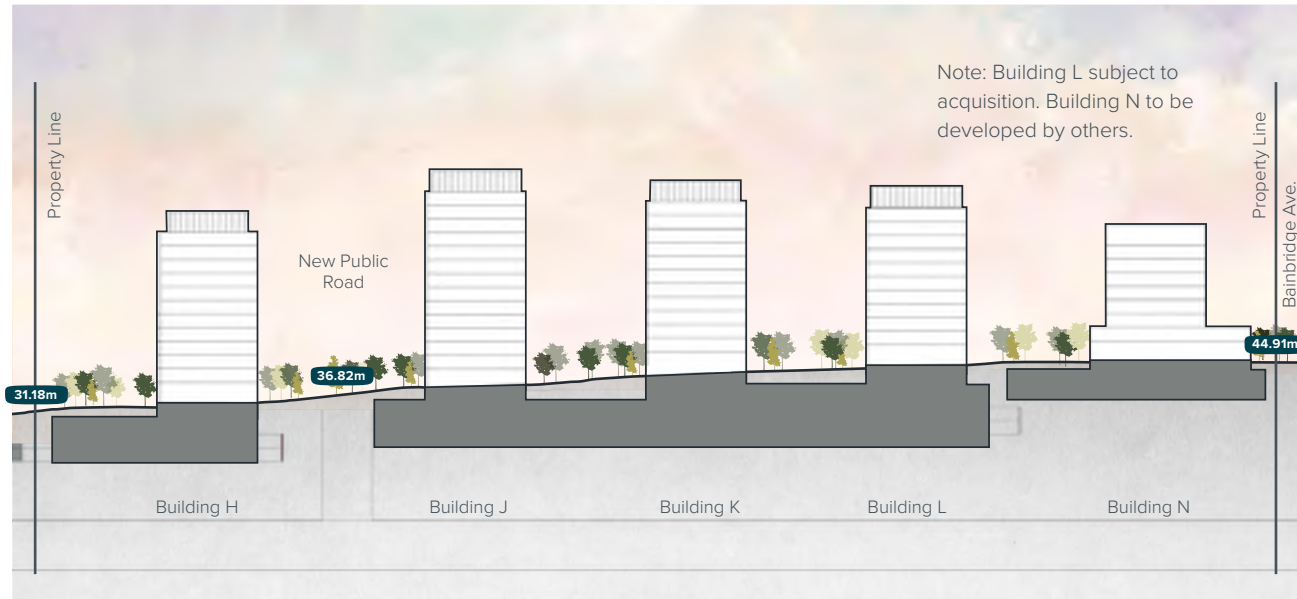 Note: Building L subject to
acquisition. Building N to be
developed by others.
Property Line
Property Line
Bainbridge Ave.
New Public
Road
31.18m
36.82m
44.91m
Building H
Building J
Building K
Building L
Building N